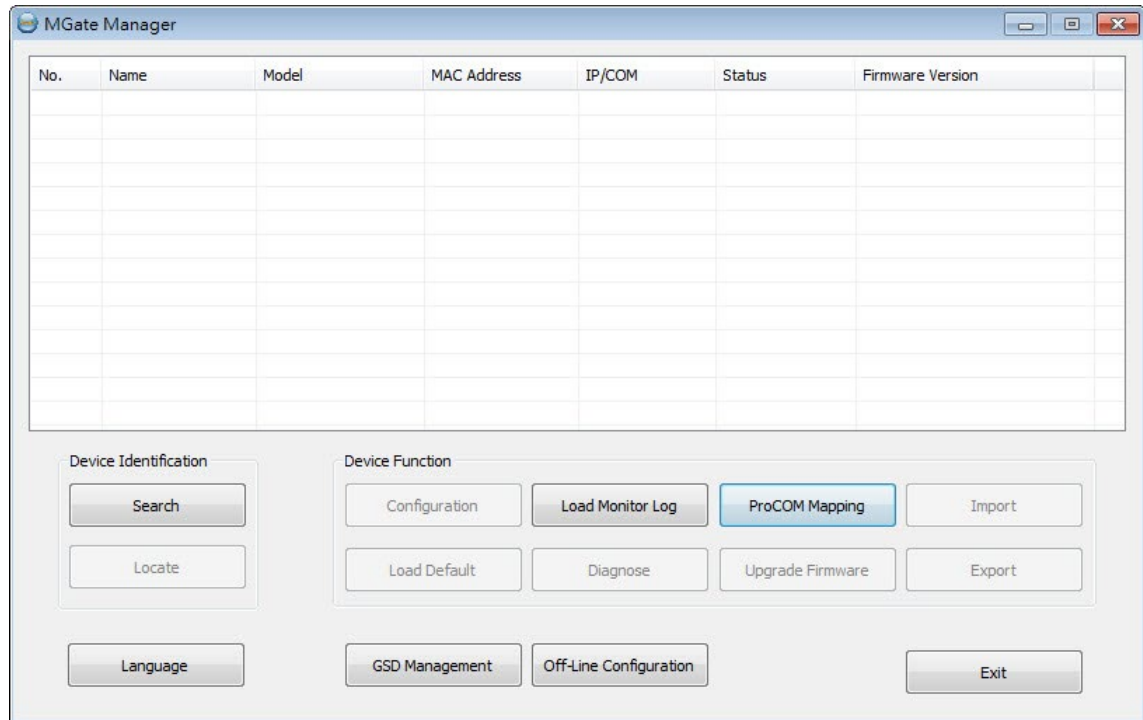 MGate Manager
No. Name Model MAC Address IP/COM Status Firmware Version
Device Identification Device Function
Search Configuration Load Monitor Log ProCOM Mapping Import
Locate Load Default Diagnose Upgrade Firmware Export
Language GSD Management Off-Line Configuration Exit